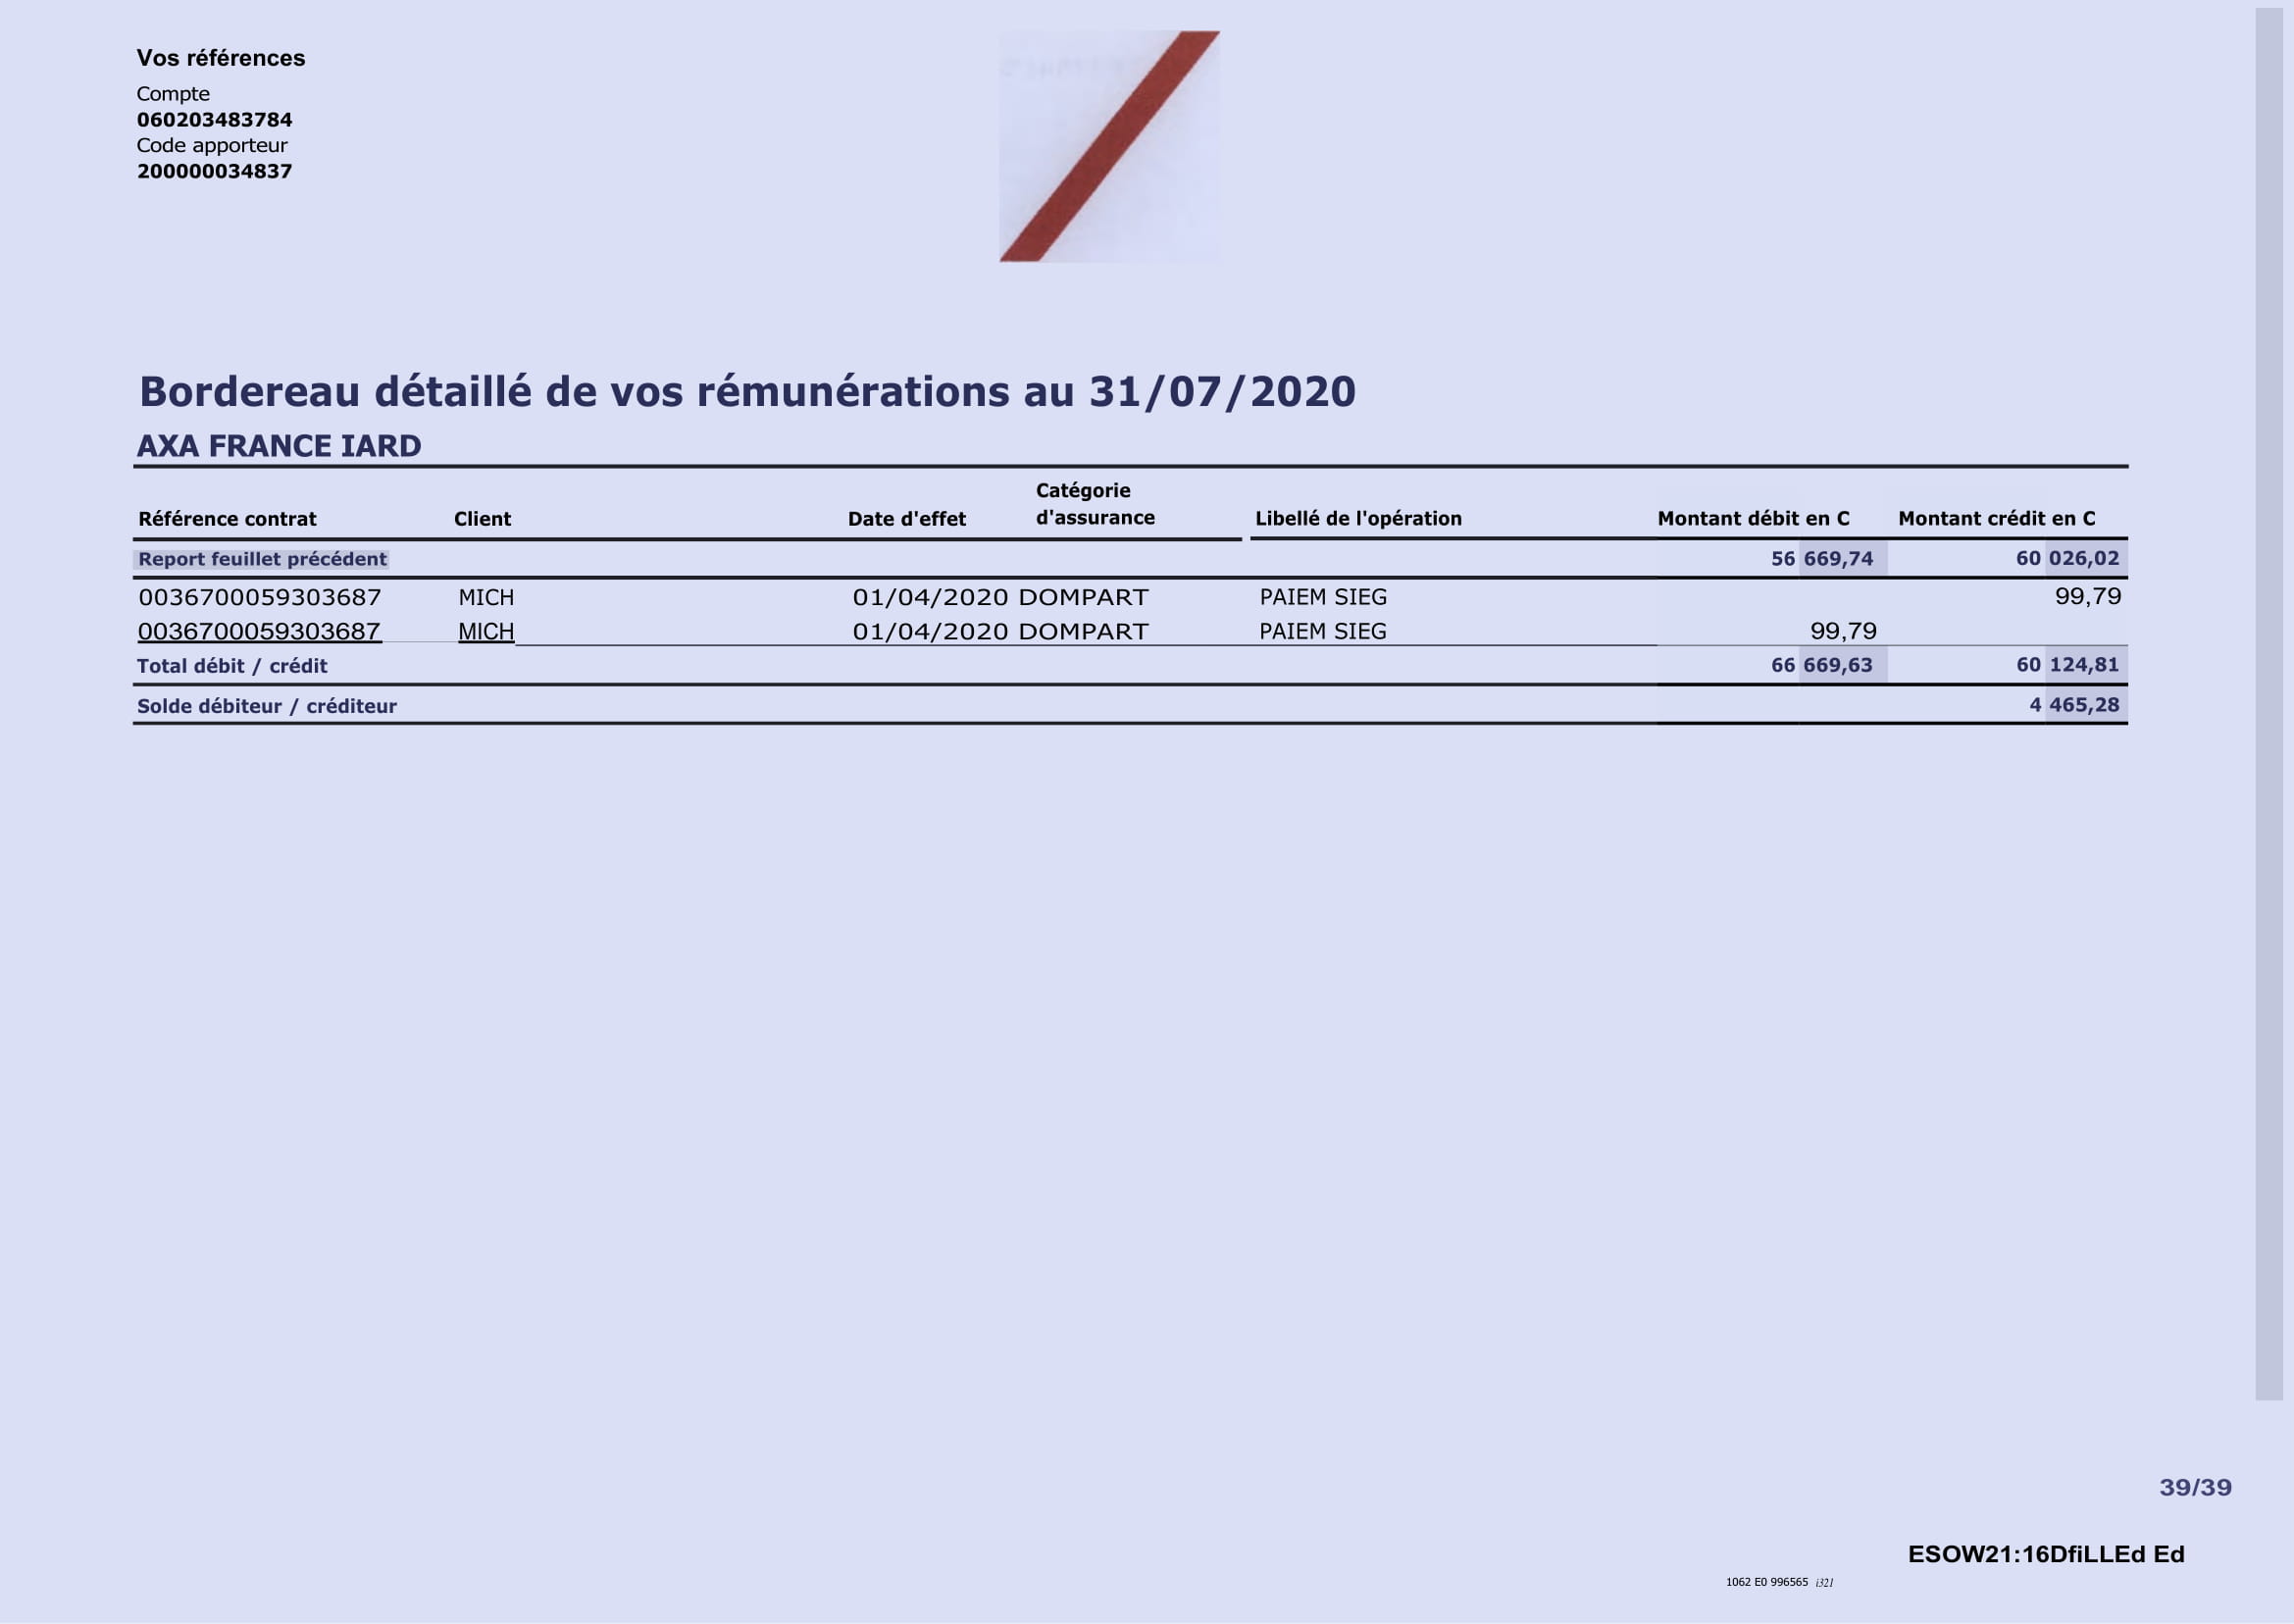 Vos références
Compte
060203483784
Code apporteur
200000034837
Bordereau détaillé de vos rémunérations au 31/07/2020
AXA FRANCE IARD
Référence contrat Client Date d'effet Catégorie d'assurance Libellé de l'opération Montant débit en C Montant crédit en C
Report feuillet précédent 56 669,74 60 026,02
0036700059303687 MICH 01/04/2020 DOMPART PAIEM SIEG 99,79
0036700059303687 MICH 01/04/2020 DOMPART PAIEM SIEG 99,79
Total débit / crédit 66 669,63 60 124,81
Solde débiteur / créditeur 4 465,28
39/39
ESOW21:16DfiLLEd Ed
1062 E0 996565 i321